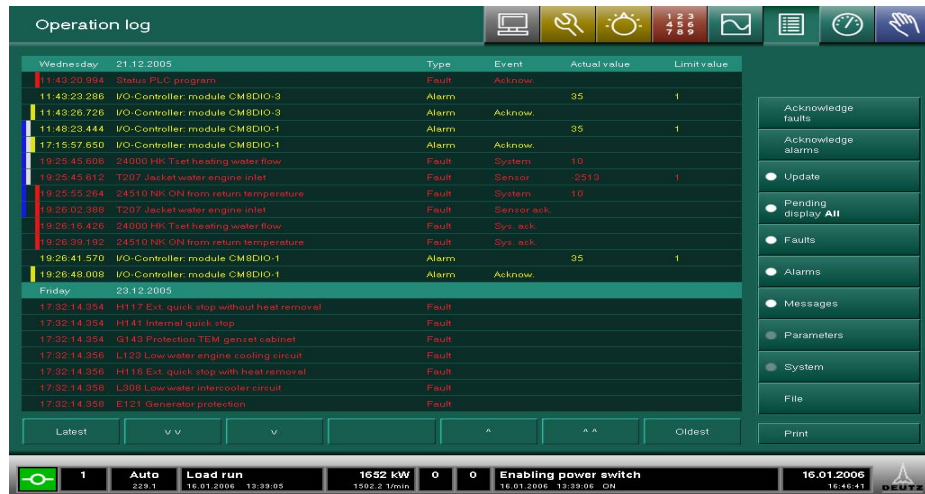 Operation log
1 2 3
4 5 6
7 8 9
Wednesday 21.12.2005 Type Event Actual value Limit value
11:43:20.994 Status PLC program Fault Acknow.
11:43:23.286 I/O-Controller: module CM8DIO-3 Alarm 35 1
11:43:26.726 I/O-Controller: module CM8DIO-3 Alarm Acknow.
11:48:23.444 I/O-Controller: module CM8DIO-1 Alarm 35 1
17:15:57.650 I/O-Controller: module CM8DIO-1 Alarm Acknow.
19:25:45.606 24000 HK Tset heating water flow Fault System 10
19:25:45.612 T207 Jacket water engine inlet Fault Sensor -2513 1
19:25:55.264 24510 NK ON from return temperature Fault System 10
19:26:02.388 T207 Jacket water engine inlet Fault Sensor ack.
19:26:16.426 24000 HK Tset heating water flow Fault Sys. ack.
19:26:39.192 24510 NK ON from return temperature Fault Sys. ack.
19:26:41.570 I/O-Controller: module CM8DIO-1 Alarm 35 1
19:26:48.008 I/O-Controller: module CM8DIO-1 Alarm Acknow.
Friday 23.12.2005
17:32:14.354 H117 Ext. quick stop without heat removal Fault
17:32:14.354 H141 Internal quick stop Fault
17:32:14.354 G143 Protection TEM genset cabinet Fault
17:32:14.356 L123 Low water engine cooling circuit Fault
17:32:14.356 H116 Ext. quick stop with heat removal Fault
17:32:14.358 L308 Low water intercooler circuit Fault
17:32:14.358 E121 Generator protection Fault
Latest v v v ^ ^ ^ Oldest
Acknowledge
faults
Acknowledge
alarms
Update
Pending
display All
Faults
Alarms
Messages
Parameters
System
File
Print
1 Auto Load run 1652 kW 0 0 Enabling power switch 16.01.2006
229.1 16.01.2006 13:39:05 1502.2 1/min 16.01.2006 13:39:06 ON 16:46:41
DEUTZ